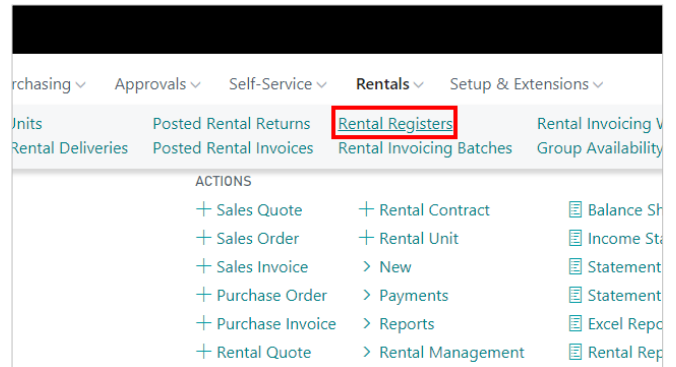 rchasing Approvals Self-Service Rentals Setup & Extensions
Units Posted Rental Returns Rental Registers Rental Invoicing
Rental Deliveries Posted Rental Invoices Rental Invoicing Batches Group Availability
ACTIONS
+ Sales Quote + Rental Contract Balance Sh
+ Sales Order + Rental Unit Income Sta
+ Sales Invoice > New Statement
+ Purchase Order > Payments Statement
+ Purchase Invoice > Reports Excel Repo
+ Rental Quote > Rental Management Rental Rep